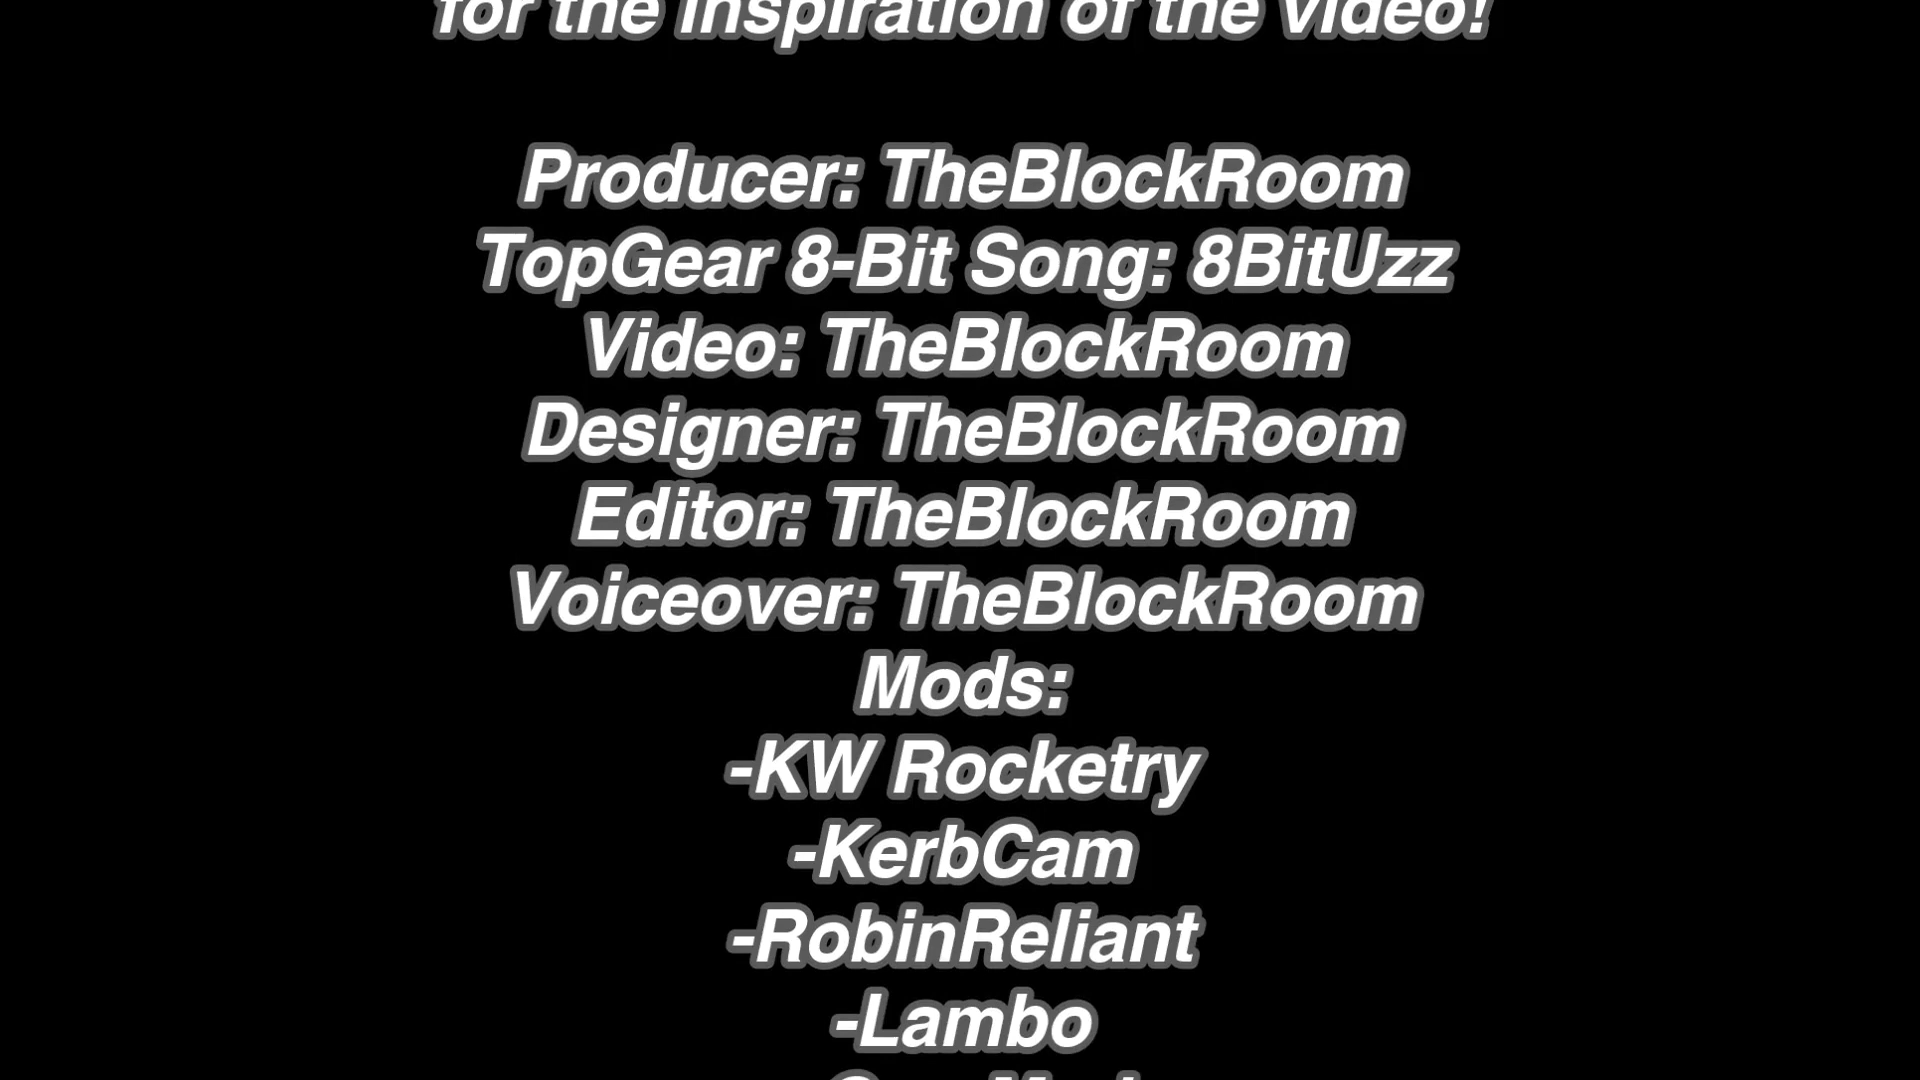 for the inspiration of the video!
Producer: TheBlockRoom
TopGear 8-Bit Song: 8BitUzz
Video: TheBlockRoom
Designer: TheBlockRoom
Editor: TheBlockRoom
Voiceover: TheBlockRoom
Mods:
-KW Rocketry
-KerbCam
-RobinReliant
-Lambo